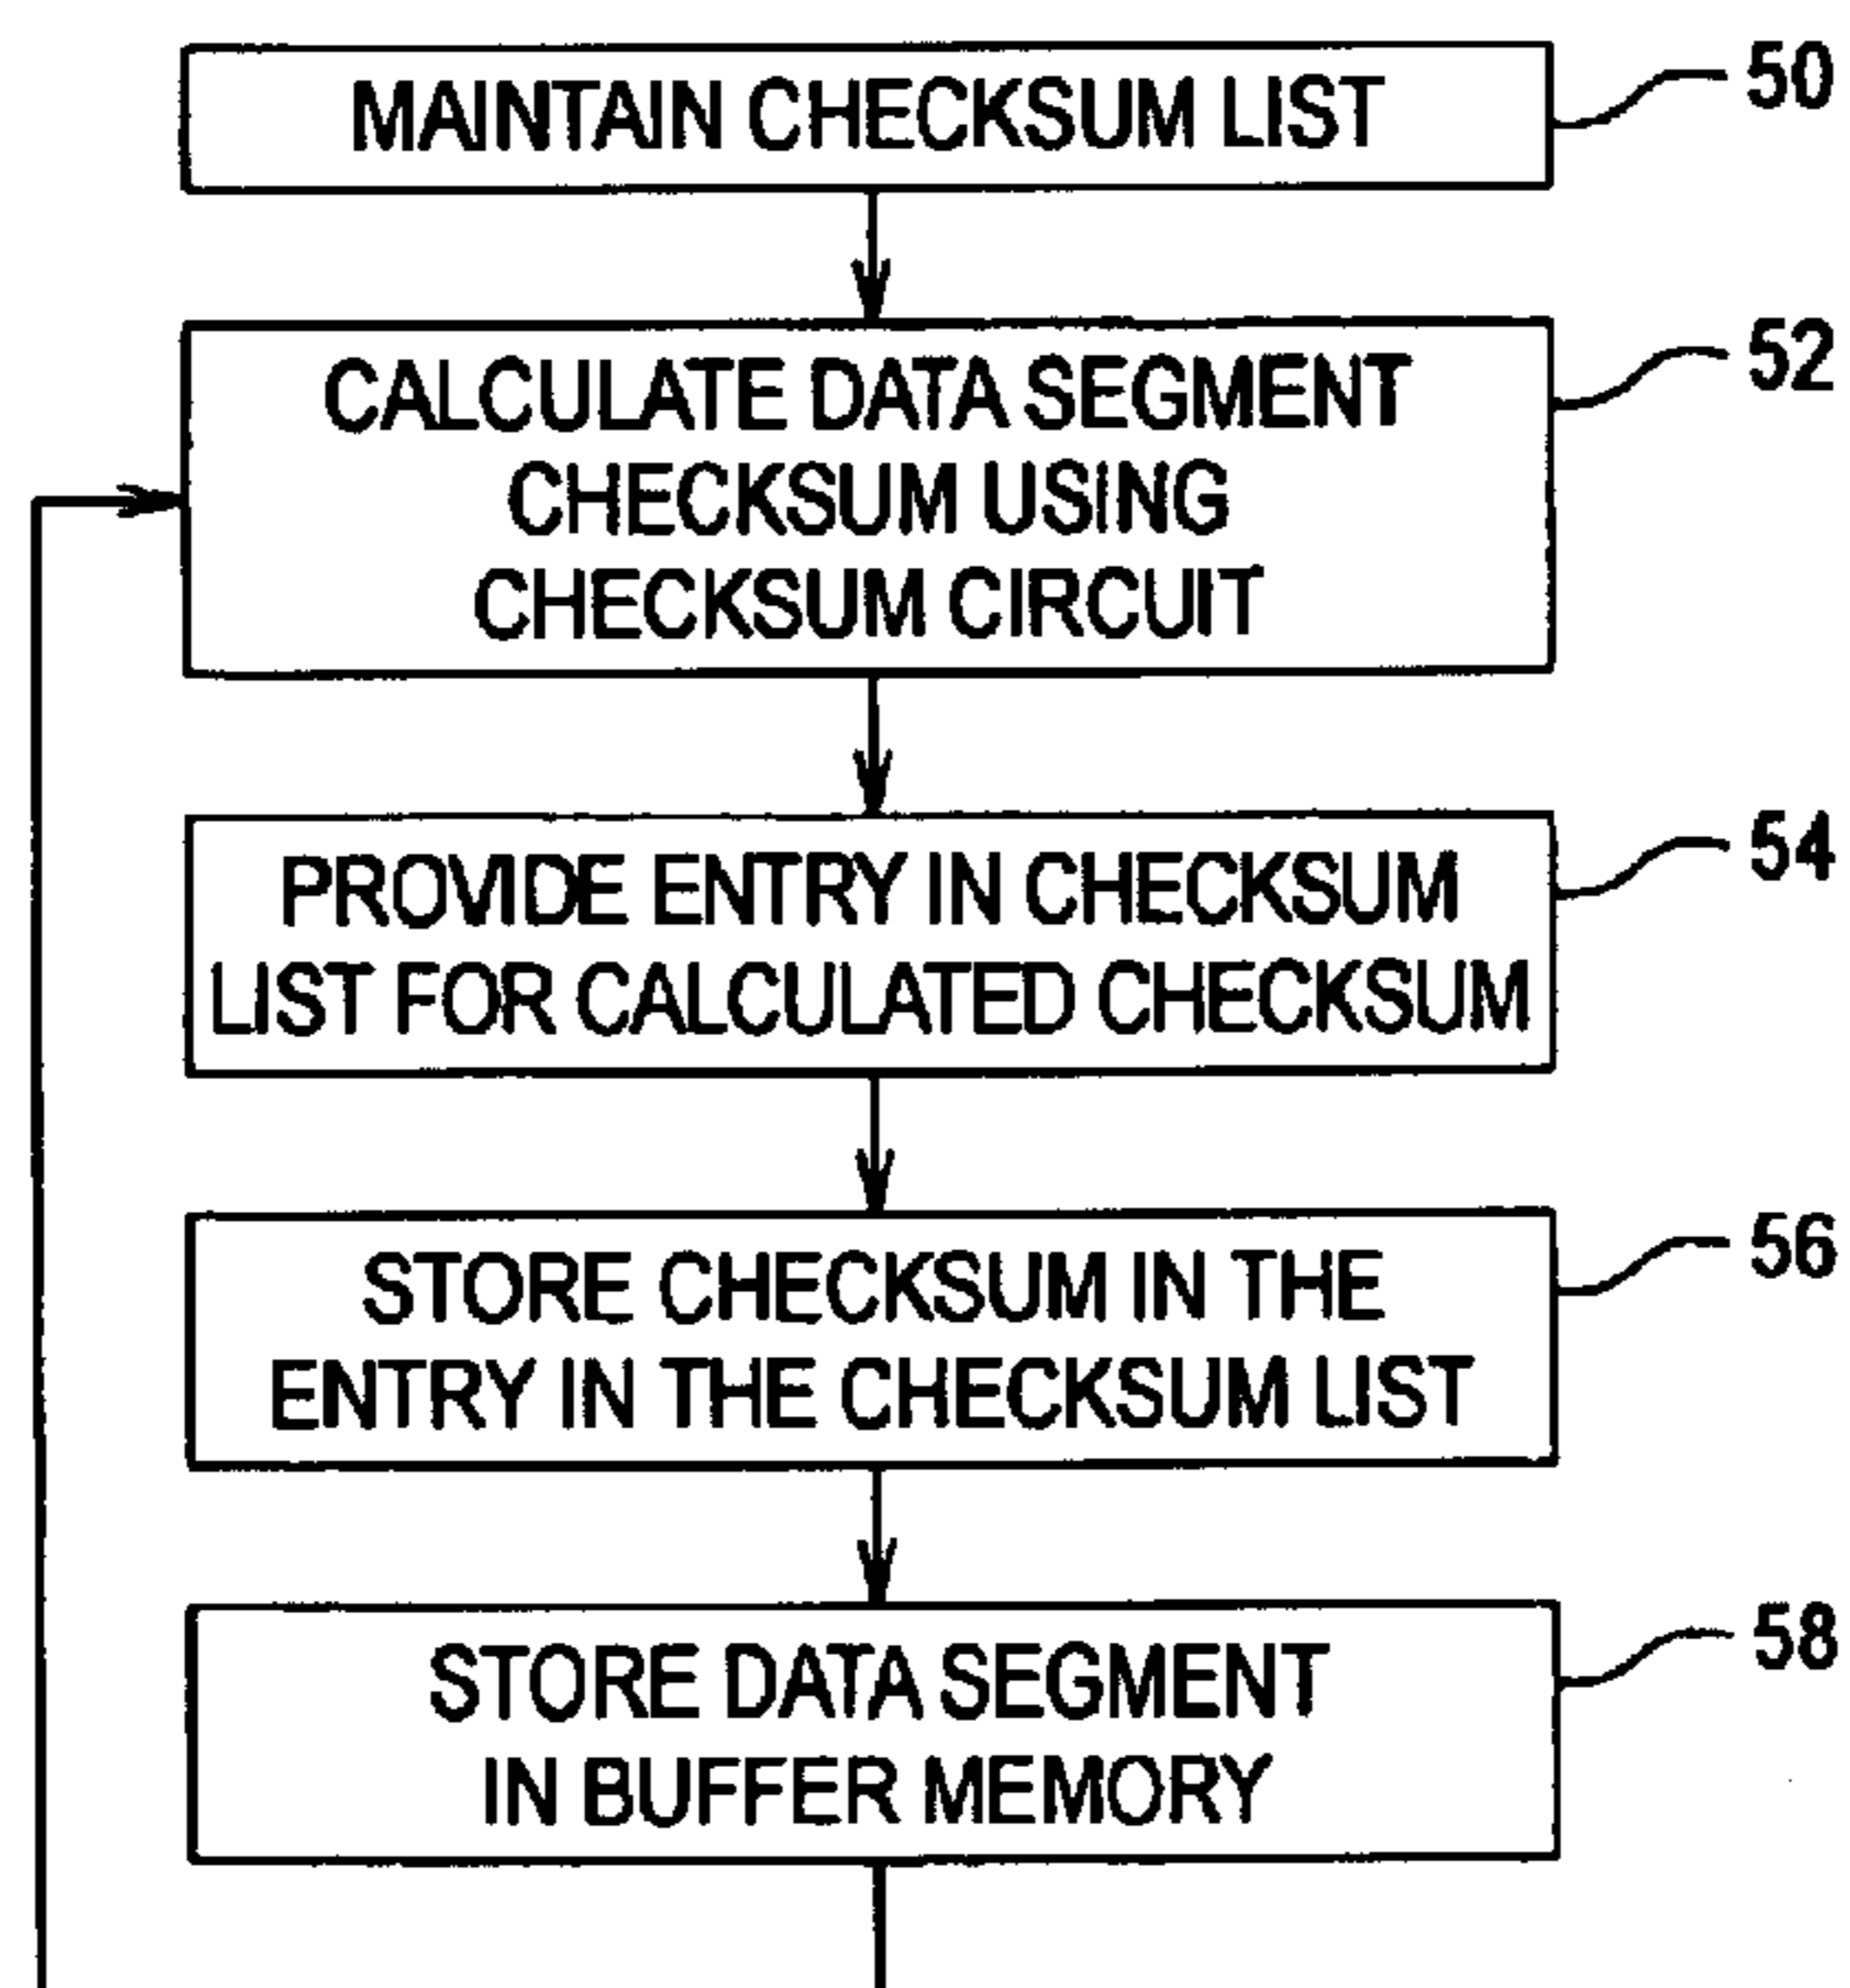 MAINTAIN CHECKSUM LIST
50
CALCULATE DATA SEGMENT
CHECKSUM USING
CHECKSUM CIRCUIT
52
PROVIDE ENTRY IN CHECKSUM
LIST FOR CALCULATED CHECKSUM
54
STORE CHECKSUM IN THE
ENTRY IN THE CHECKSUM LIST
56
STORE DATA SEGMENT
IN BUFFER MEMORY
58